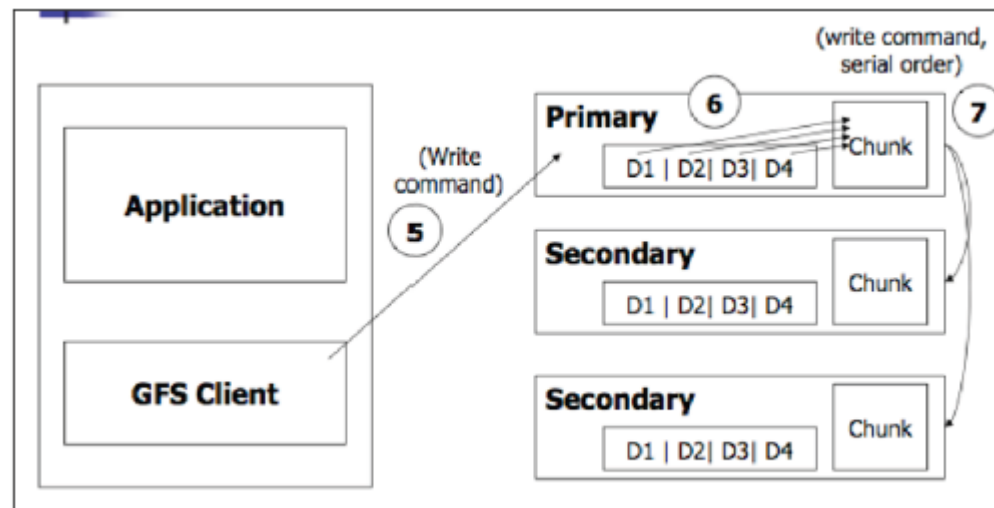 (write command,
serial order)
6
7
Primary
Chunk
D1 | D2| D3| D4
(Write
command)
5
Application
Secondary
Chunk
D1 | D2| D3| D4
GFS Client
Secondary
Chunk
D1 | D2| D3| D4